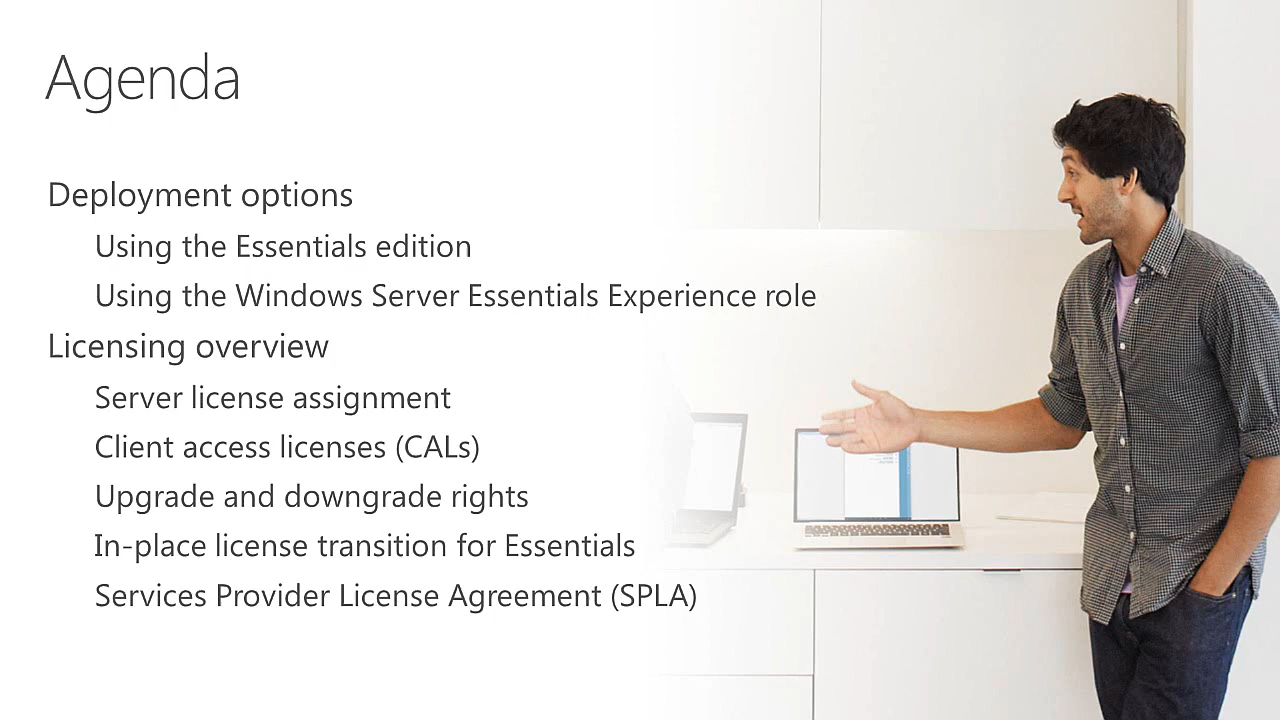 Agenda
Deployment options
Using the Essentials edition
Using the Windows Server Essentials Experience role
Licensing overview
Server license assignment
Client access licenses (CALs)
Upgrade and downgrade rights
In-place license transition for Essentials
Services Provider License Agreement (SPLA)